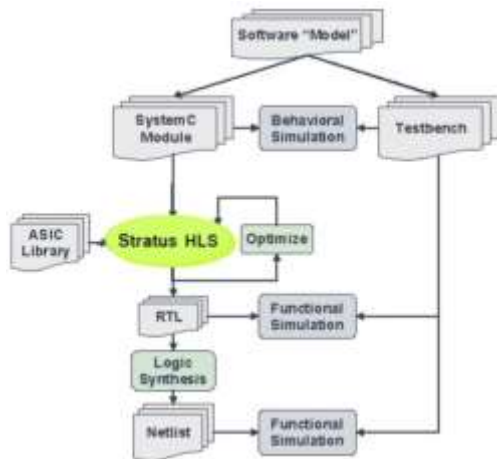 Software "Model"
SystemC
Module
Behavioral
Simulation
Testbench
ASIC
Library
Stratus HLS
Optimize
RTL
Functional
Simulation
Logic
Synthesis
Netlist
Functional
Simulation